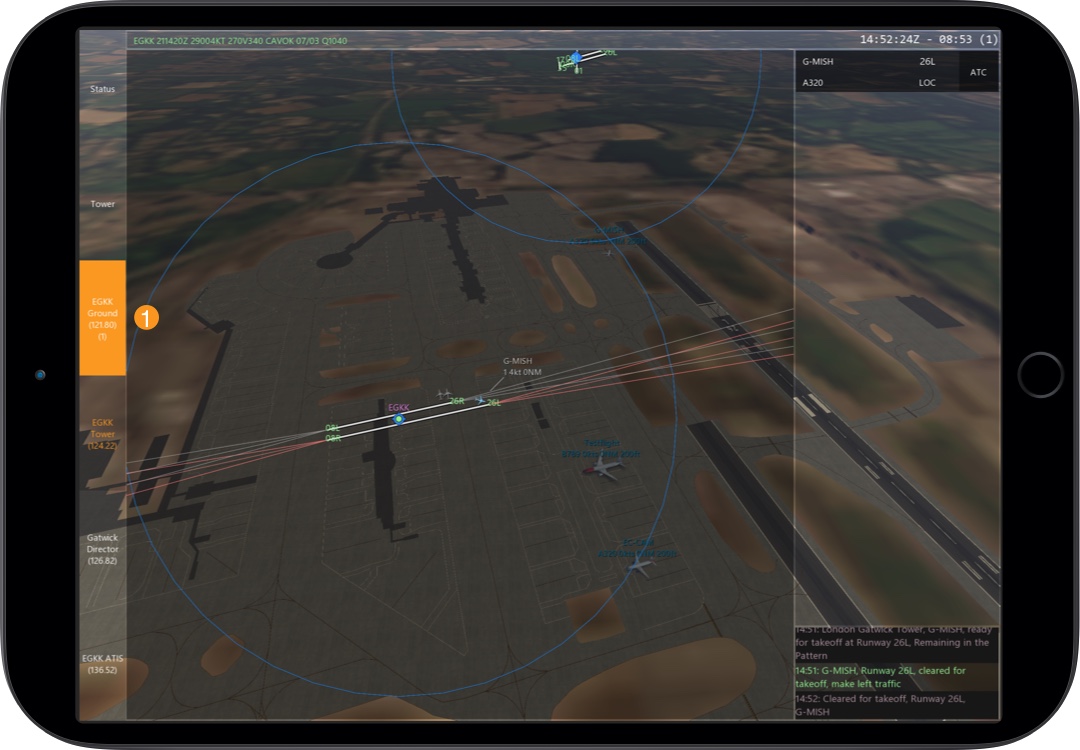 EGKK 211420Z 29004KT 270V340 CAVOK 07/03 Q1040
14:52:24Z - 08:53 (1)
Status
Tower
EGKK
Ground
(121.80)
(1)
1
EGKK
Tower
(124.22)
Gatwick
Director
(126.82)
EGKK ATIS
(136.52)
26L
G-MISH 26L
A320 LOC
ATC
G-MISH
1 4kt 0NM
EGKK
26R
26L
08L
08R
14:51: London Gatwick Tower, G-MISH, ready
for takeoff at Runway 26L, Remaining in the
Pattern
14:51: G-MISH, Runway 26L, cleared for
takeoff, make left traffic
14:52: Cleared for takeoff, Runway 26L,
G-MISH